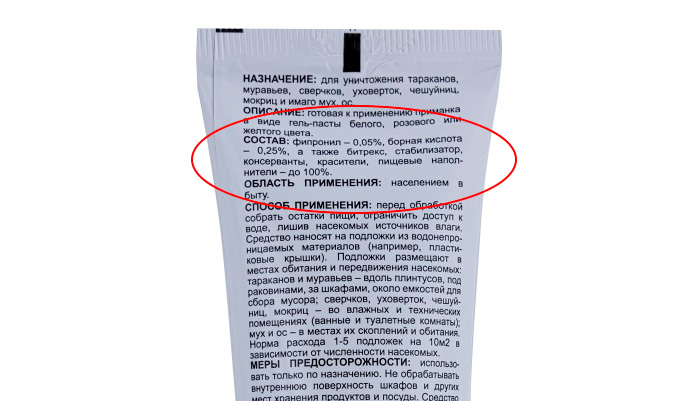 НАЗНАЧЕНИЕ: для уничтожения тараканов,
муравьев, сверчков, уховерток, чешуйниц,
мокриц и имаго мух, ос.
ОПИСАНИЕ: готовая к применению приманка
в виде гель-пасты белого, розового или
желтого цвета.
СОСТАВ: фипронил – 0,05%, борная кислота
– 0,25%, а также битрекс, стабилизатор,
консерванты, красители, пищевые напол-
нители – до 100%.
ОБЛАСТЬ ПРИМЕНЕНИЯ: населением в
быту.
СПОСОБ ПРИМЕНЕНИЯ: перед обработкой
собрать остатки пищи, ограничить доступ к
воде, лишив насекомых источников влаги.
Средство наносят на подложки из водонепро-
ницаемых материалов (например, пласти-
ковые крышки). Подложки размещают в
местах обитания и передвижения насекомых:
тараканов и муравьев – вдоль плинтусов, под
раковинами, за шкафами, около емкостей для
сбора мусора; сверчков, уховерток, чешуй-
ниц, мокриц – во влажных и технических
помещениях (ванные и туалетные комнаты);
мух и ос – в местах их скоплений и обитания.
Норма расхода 1-5 подложек на 10м2 в
зависимости от численности насекомых.
МЕРЫ ПРЕДОСТОРОЖНОСТИ: использо-
вать только по назначению. Не обрабатывать
внутреннюю поверхность шкафов и других
мест хранения продуктов и посуды. Средство